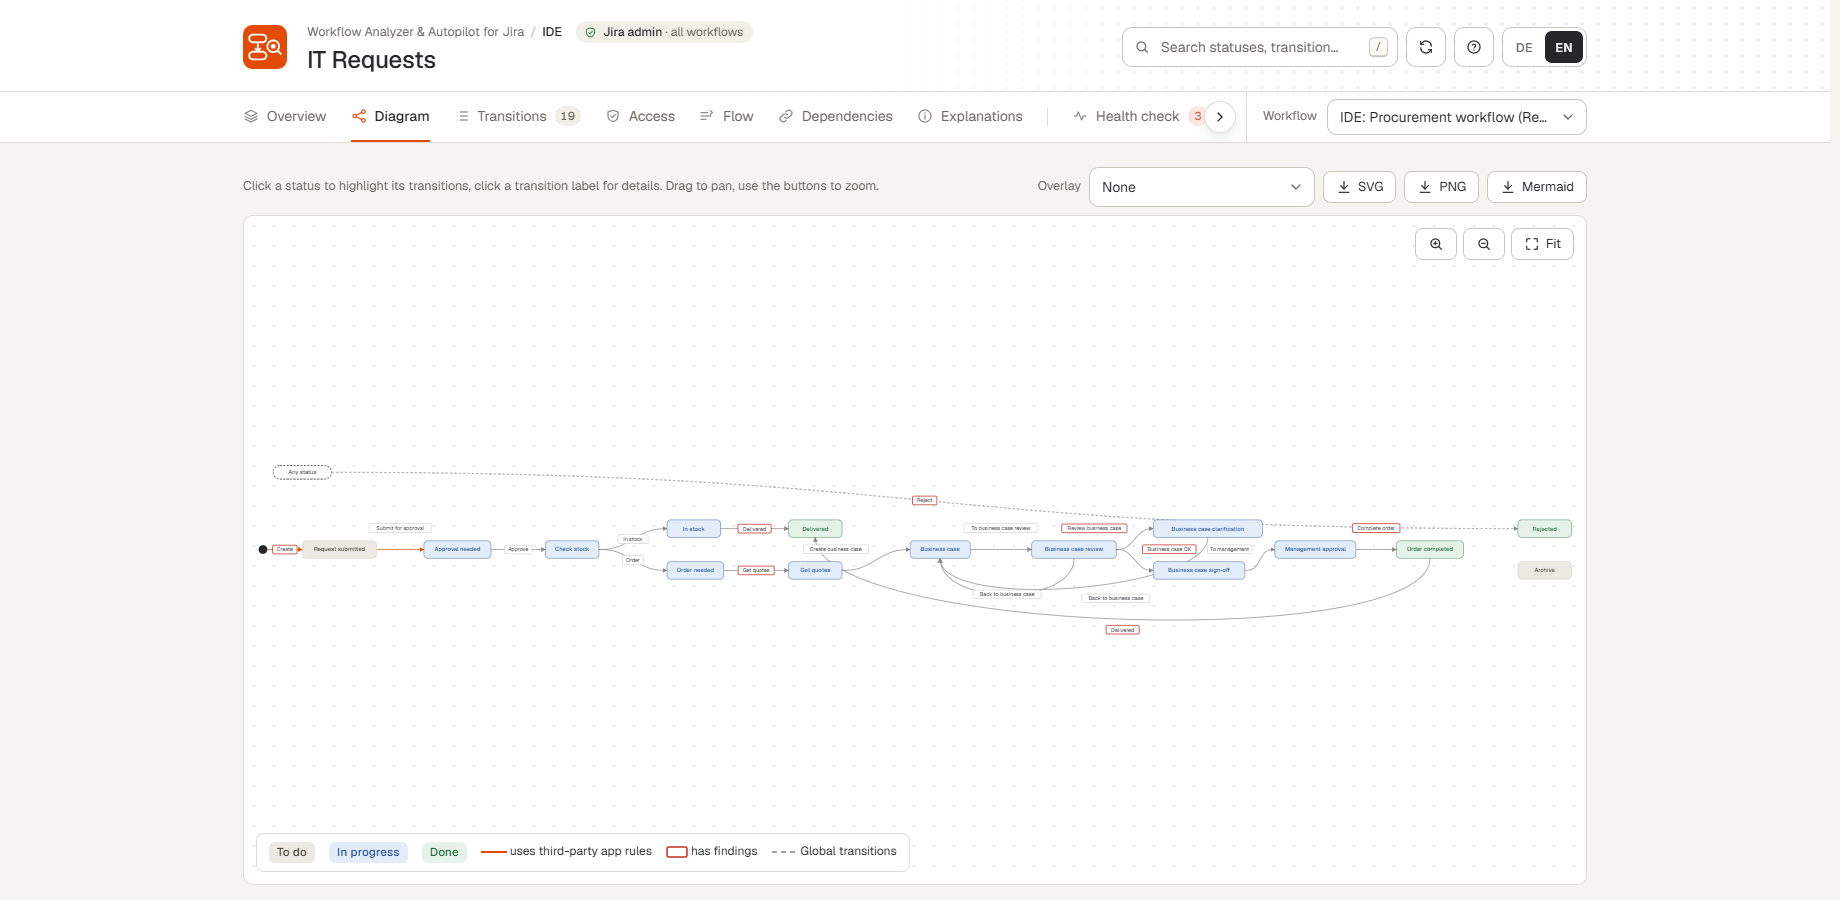 Workflow Analyzer & Autopilot for Jira / IDE
Jira admin · all workflows
IT Requests
Search statuses, transition...
/
DE
EN
Overview
Diagram
Transitions 19
Access
Flow
Dependencies
Explanations
Health check 3
Workflow
IDE: Procurement workflow (Re...
Click a status to highlight its transitions, click a transition label for details. Drag to pan, use the buttons to zoom.
Overlay
None
SVG
PNG
Mermaid
Fit
Any status
Reject
Submit for approval
In stock
Delivered
Delivered
To business case review
Review business case
Business case clarification
Complete order
Rejected
In stock
Create
Request submitted
Approval needed
Approve
Check stock
Create business case
Business case
Business case review
Business case OK
To management
Management approval
Order completed
Order
Order needed
Get quotes
Get quotes
Business case sign-off
Archive
Back to business case
Back to business case
Delivered
To do
In progress
Done
uses third-party app rules
has findings
Global transitions